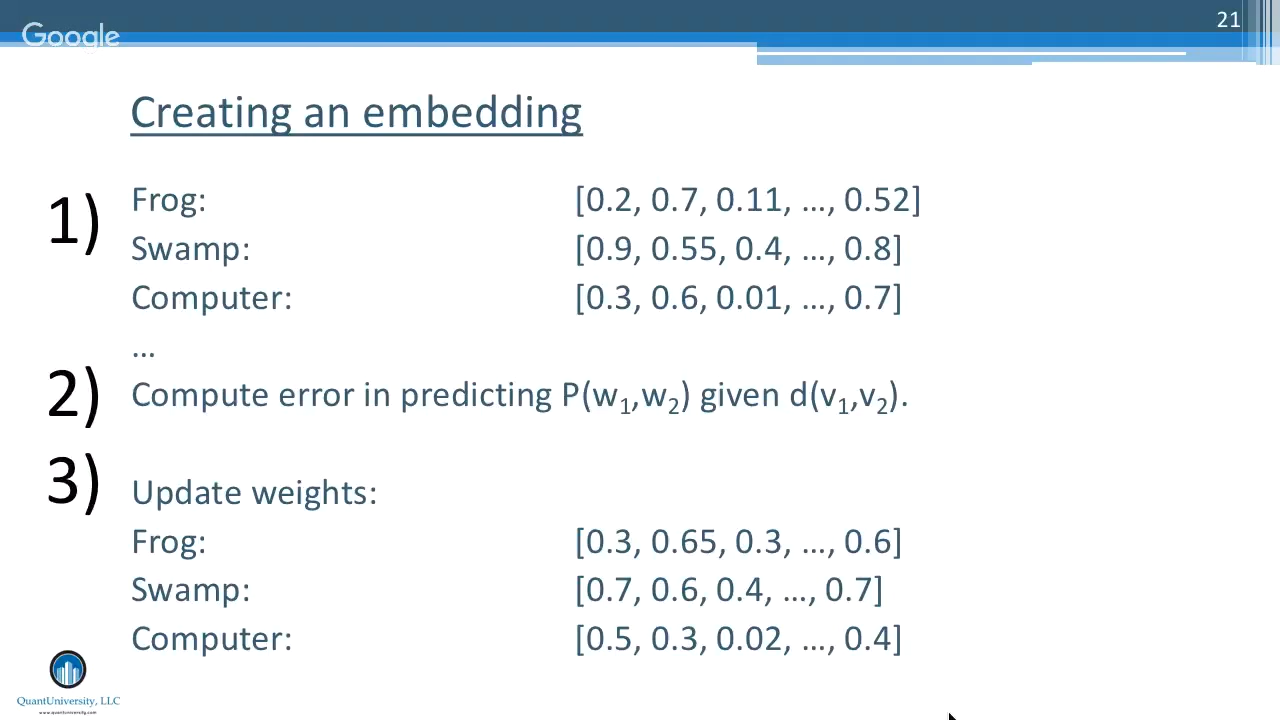 21
Google
Creating an embedding
1)
Frog: [0.2, 0.7, 0.11, ..., 0.52]
Swamp: [0.9, 0.55, 0.4, ..., 0.8]
Computer: [0.3, 0.6, 0.01, ..., 0.7]
...
2) Compute error in predicting P(w₁,w₂) given d(v₁,v₂).
3) Update weights:
Frog: [0.3, 0.65, 0.3, ..., 0.6]
Swamp: [0.7, 0.6, 0.4, ..., 0.7]
Computer: [0.5, 0.3, 0.02, ..., 0.4]
QuantUniversity, LLC
www.quantuniversity.com